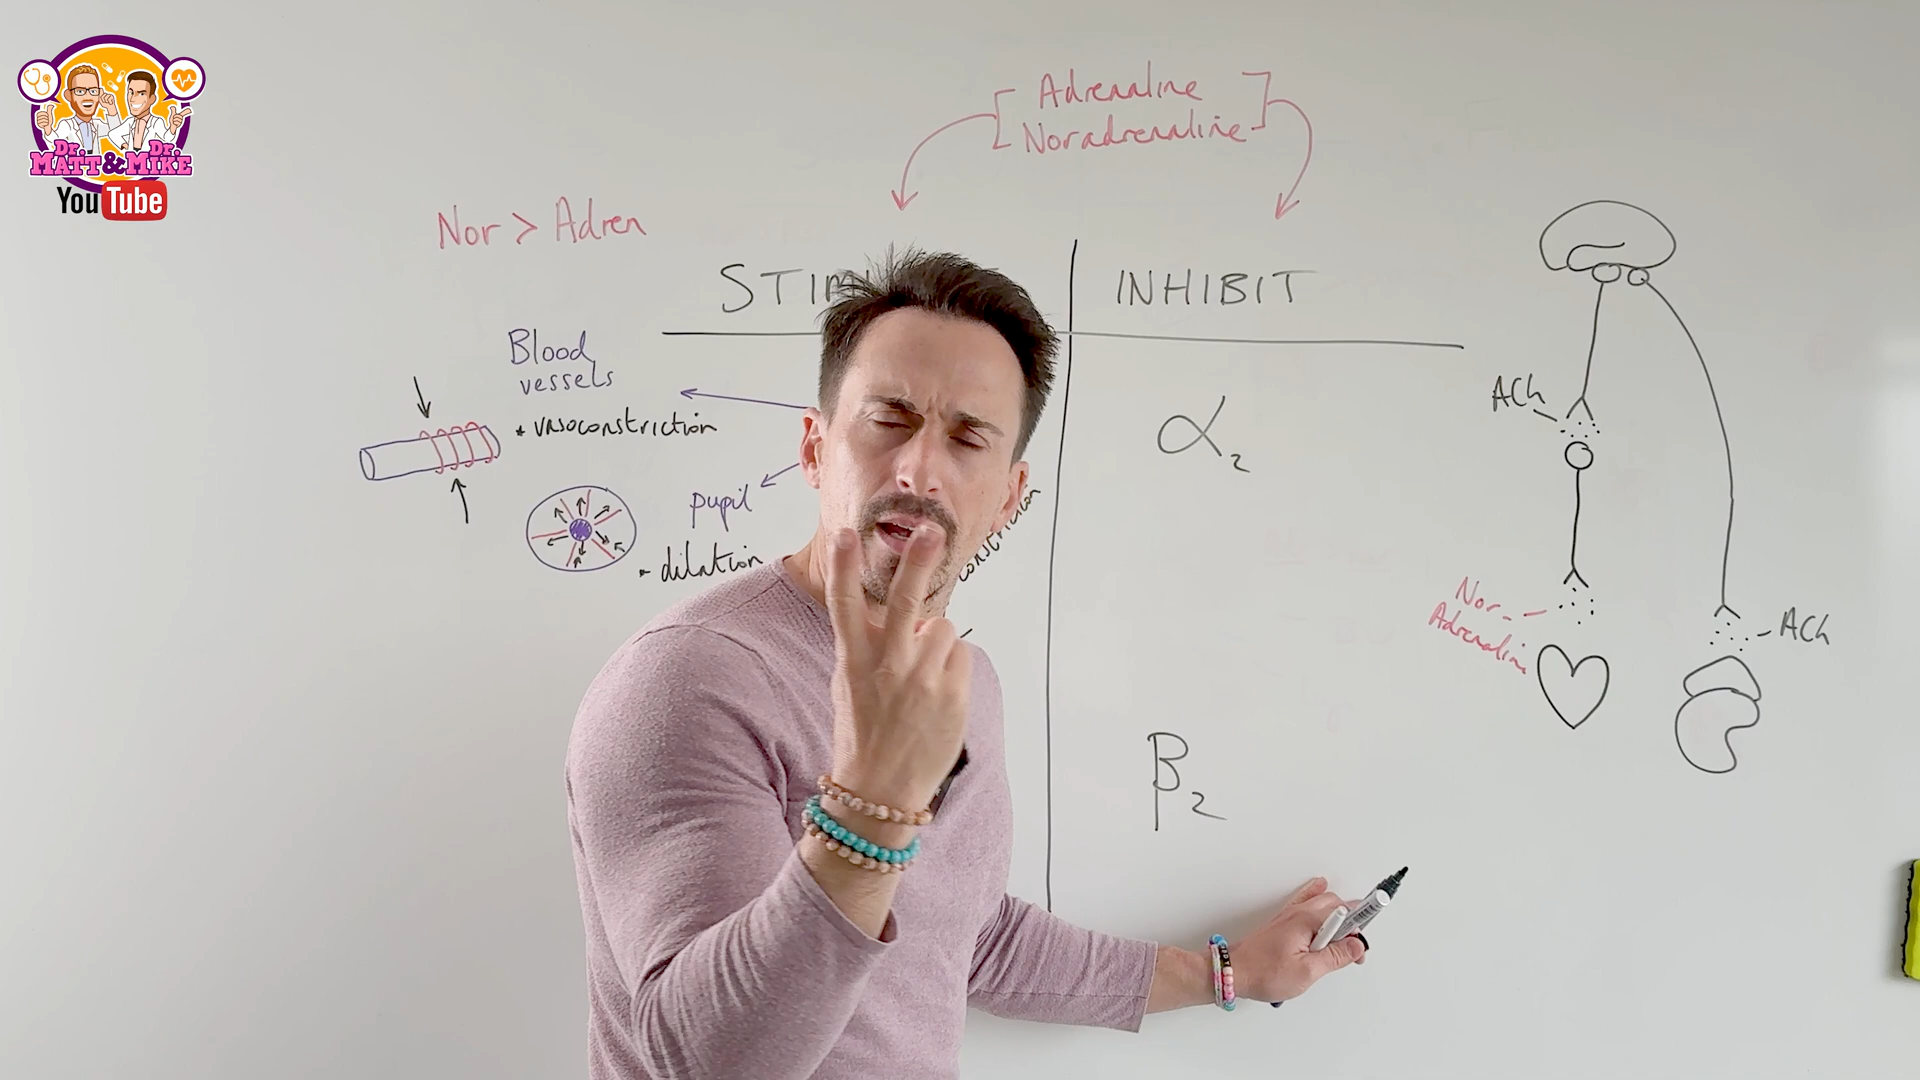 Dr. Dr.
MATT & MIKE
YouTube
Adrenaline
Noradrenaline
Nor > Adren
STIM
INHIBIT
Blood
vessels
* vasoconstriction
pupil
- dilation
constriction
α2
β2
ACh
Nor-
Adrenaline
ACh